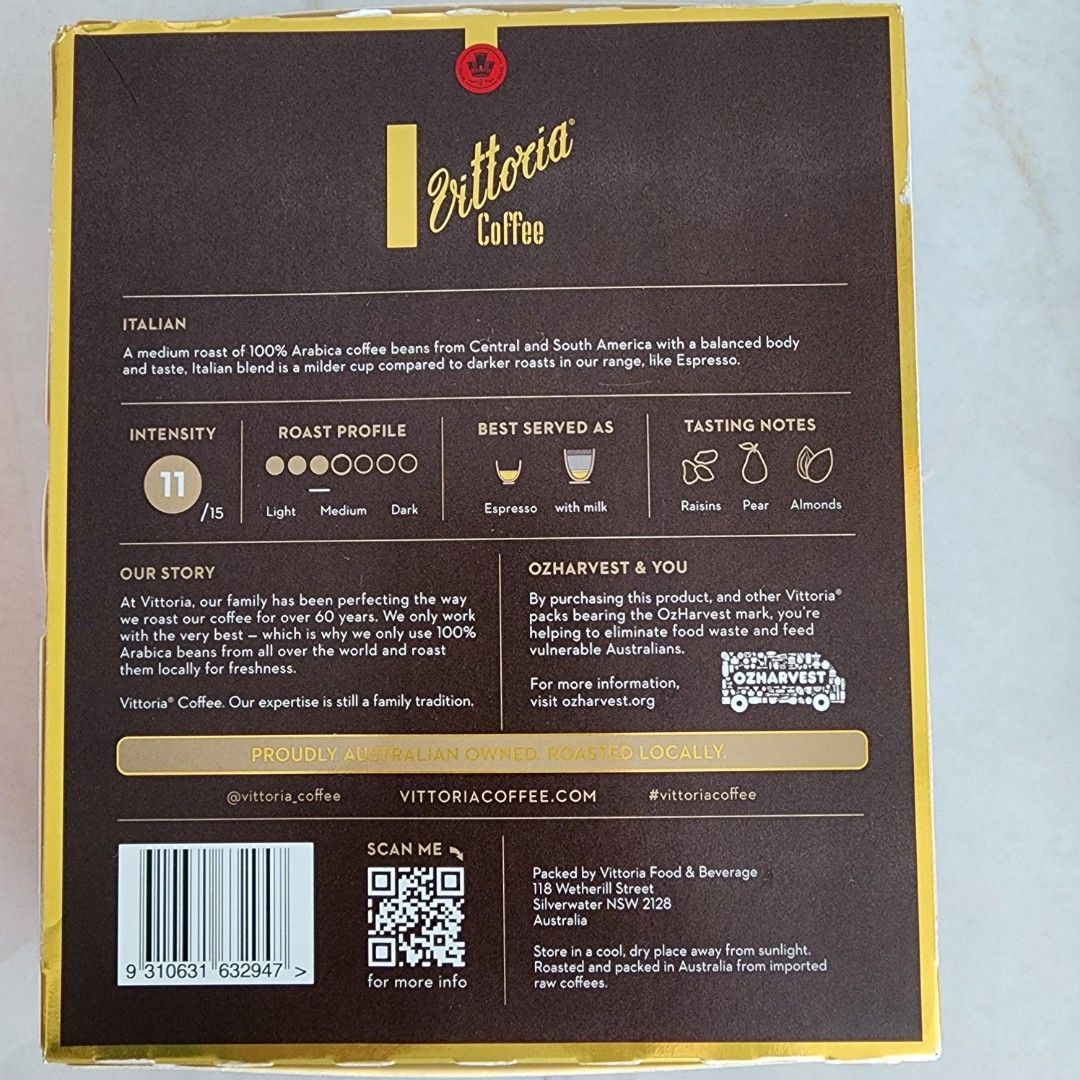 Vittoria®
Coffee
ITALIAN
A medium roast of 100% Arabica coffee beans from Central and South America with a balanced body
and taste, Italian blend is a milder cup compared to darker roasts in our range, like Espresso.
INTENSITY
11
/15
ROAST PROFILE
Light Medium Dark
BEST SERVED AS
Espresso with milk
TASTING NOTES
Raisins Pear Almonds
OUR STORY
At Vittoria, our family has been perfecting the way
we roast our coffee for over 60 years. We only work
with the very best – which is why we only use 100%
Arabica beans from all over the world and roast
them locally for freshness.
Vittoria® Coffee. Our expertise is still a family tradition.
OZHARVEST & YOU
By purchasing this product, and other Vittoria®
packs bearing the OzHarvest mark, you're
helping to eliminate food waste and feed
vulnerable Australians.
For more information,
visit ozharvest.org
OZHARVEST
PROUDLY AUSTRALIAN OWNED. ROASTED LOCALLY.
@vittoria_coffee VITTORIACOFFEE.COM #vittoriacoffee
9 310631 632947 >
SCAN ME
for more info
Packed by Vittoria Food & Beverage
118 Wetherill Street
Silverwater NSW 2128
Australia
Store in a cool, dry place away from sunlight.
Roasted and packed in Australia from imported
raw coffees.